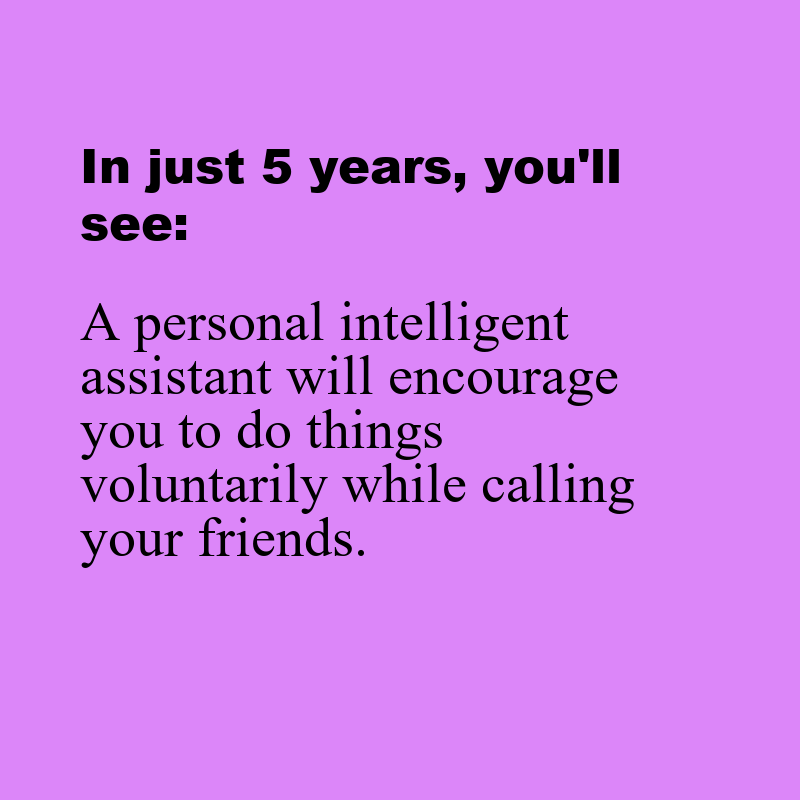 In just 5 years, you'll
see:
A personal intelligent
assistant will encourage
you to do things
voluntarily while calling
your friends.